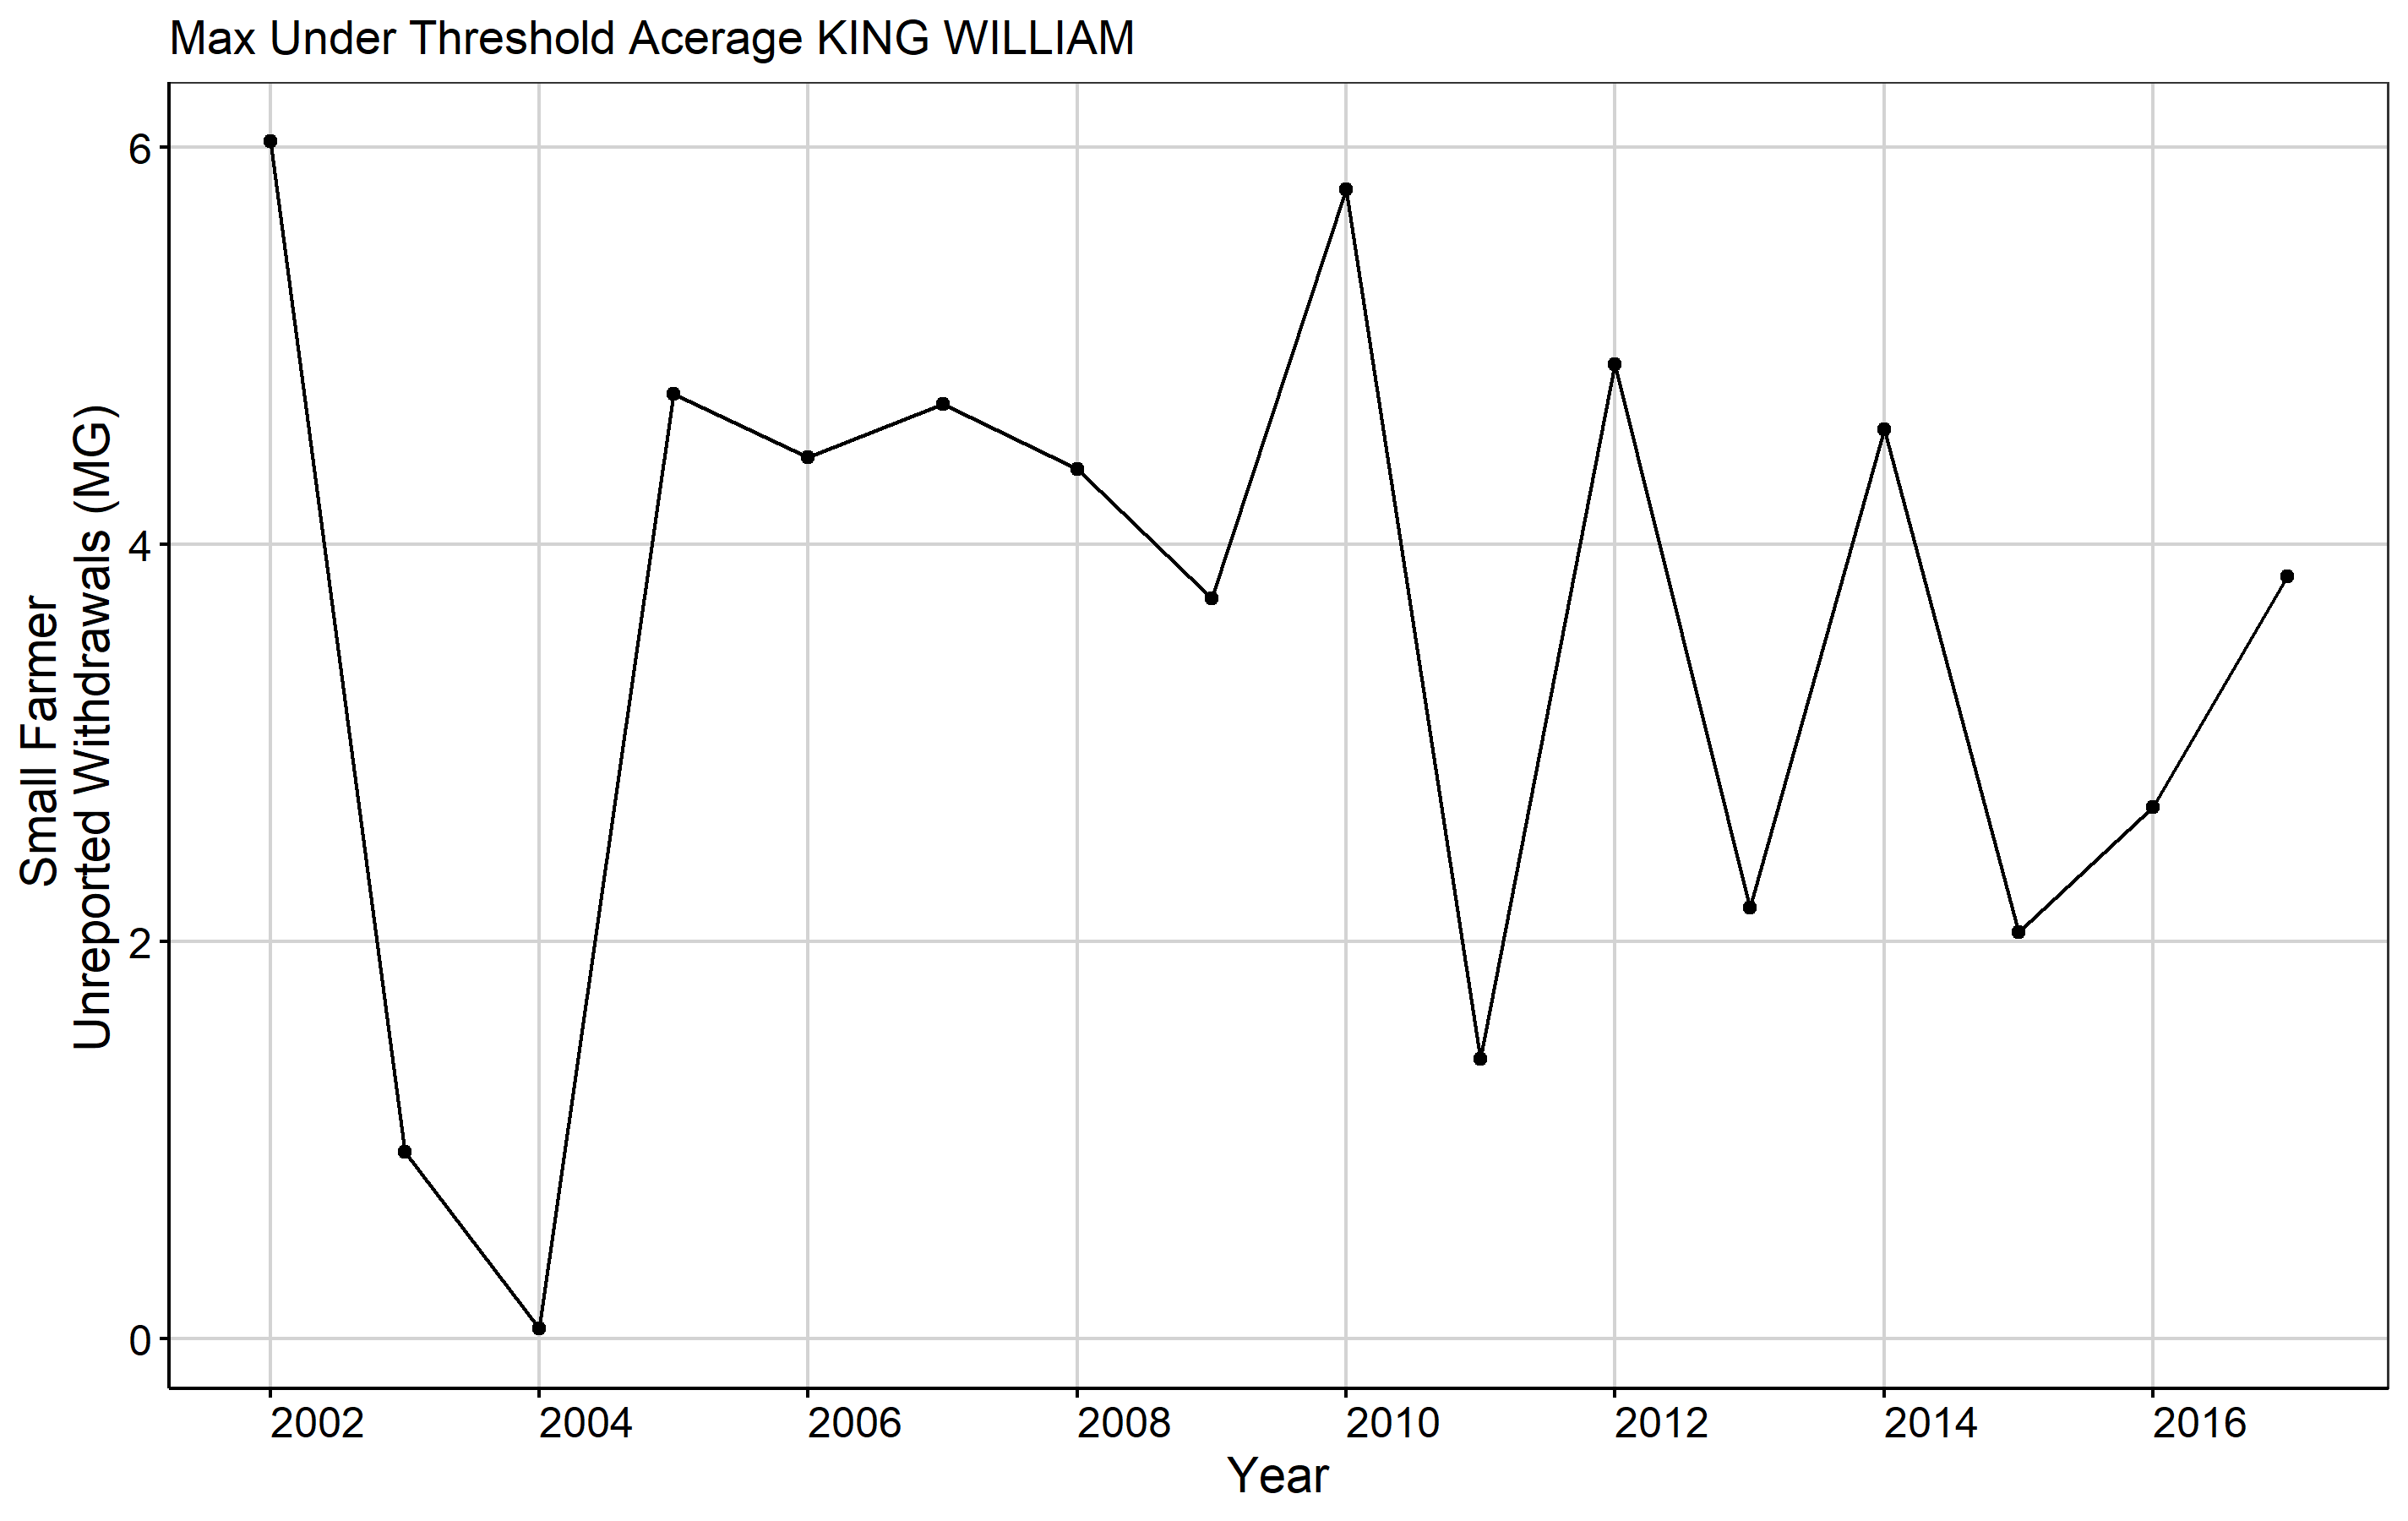 Max Under Threshold Acerage KING WILLIAM
Small Farmer
Unreported Withdrawals (MG)
6
4
2
0
2002 2004 2006 2008 2010 2012 2014 2016
Year